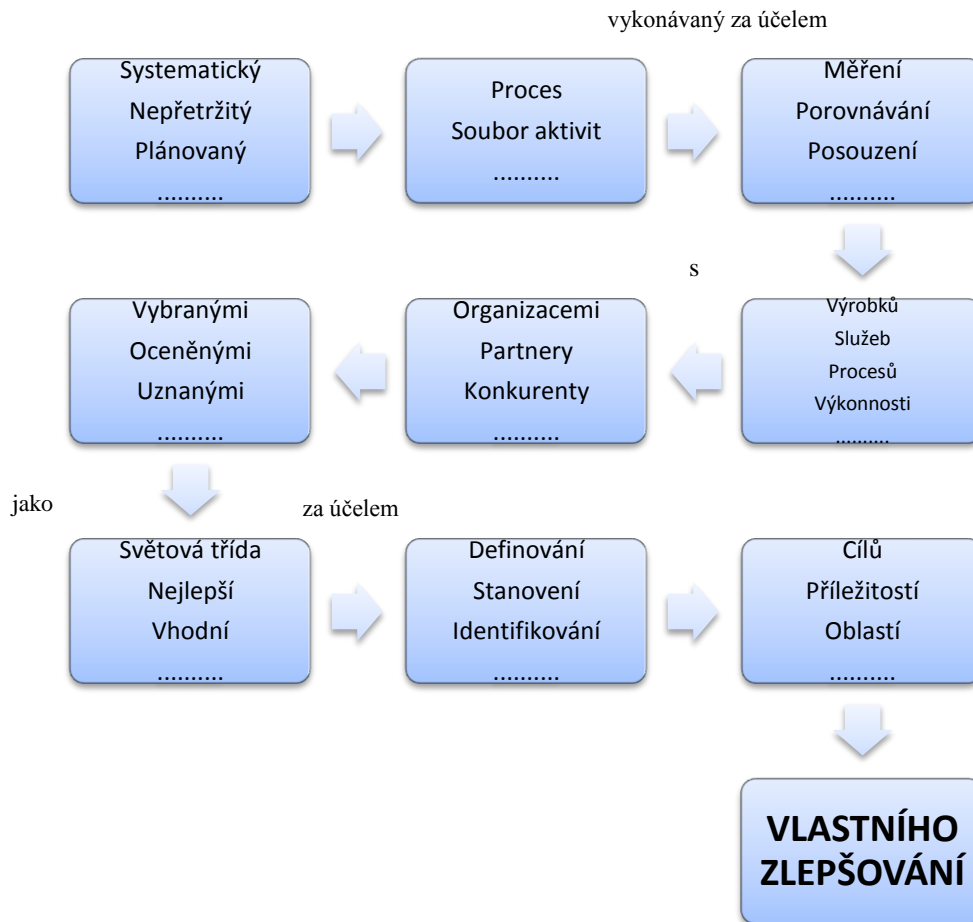 vykonávaný za účelem
Systematický
Nepřetržitý
Plánovaný
..........
Proces
Soubor aktivit
..........
Měření
Porovnávání
Posouzení
..........
s
Výrobků
Služeb
Procesů
Výkonnosti
..........
Organizacemi
Partnery
Konkurenty
..........
Vybranými
Oceněnými
Uznanými
..........
jako
Světová třída
Nejlepší
Vhodní
..........
za účelem
Definování
Stanovení
Identifikování
..........
Cílů
Příležitostí
Oblastí
..........
VLASTNÍHO
ZLEPŠOVÁNÍ